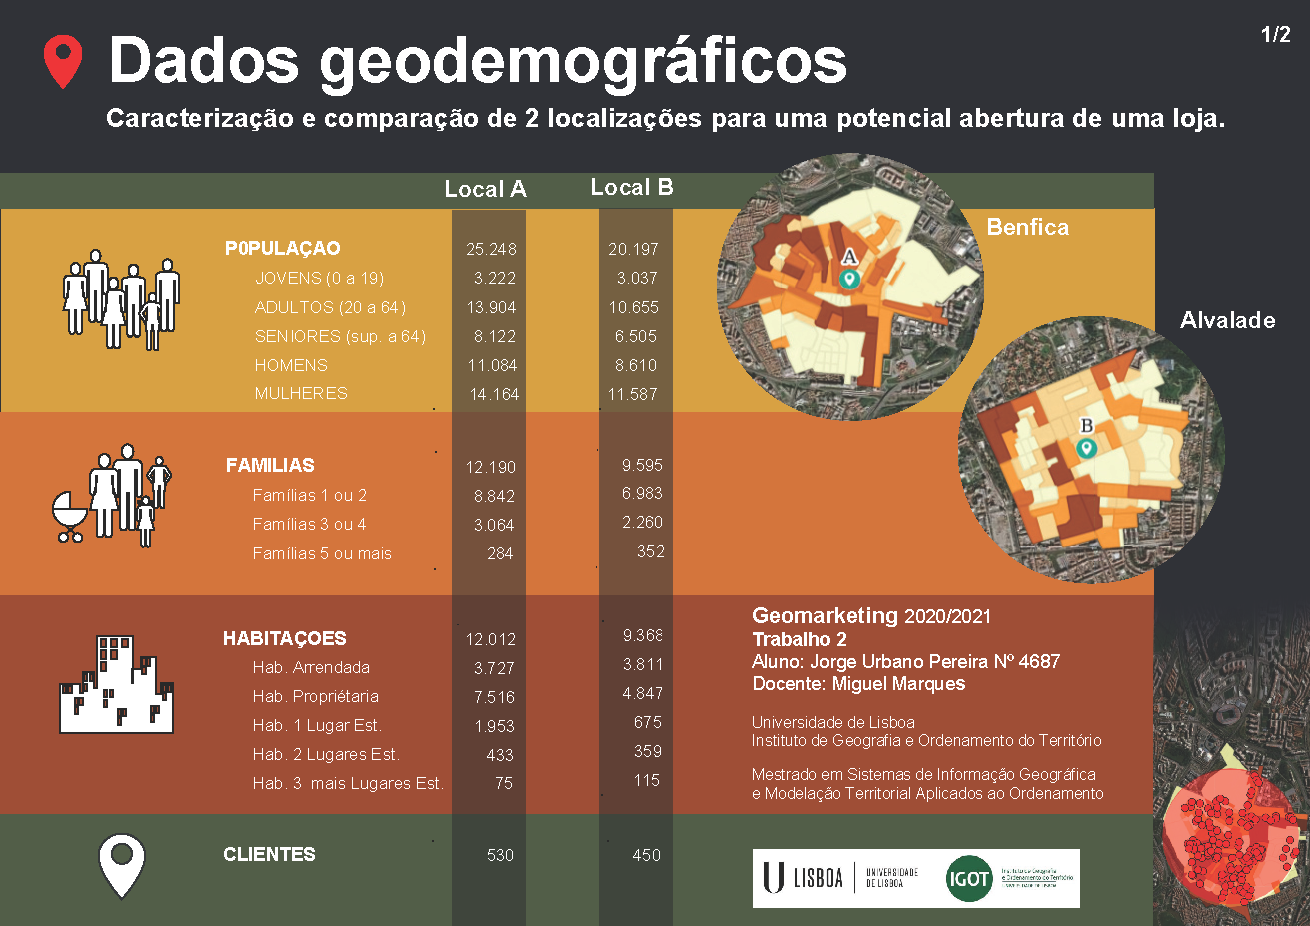 1/2
Dados geodemográficos
Caracterização e comparação de 2 localizações para uma potencial abertura de uma loja.
Local A Local B
Benfica
Alvalade
A
B
P0PULAÇAO 25.248 20.197
JOVENS (0 a 19) 3.222 3.037
ADULTOS (20 a 64) 13.904 10.655
SENIORES (sup. a 64) 8.122 6.505
HOMENS 11.084 8.610
MULHERES 14.164 11.587
FAMILIAS 12.190 9.595
Famílias 1 ou 2 8.842 6.983
Famílias 3 ou 4 3.064 2.260
Famílias 5 ou mais 284 352
HABITAÇOES 12.012 9.368
Hab. Arrendada 3.727 3.811
Hab. Propriétaria 7.516 4.847
Hab. 1 Lugar Est. 1.953 675
Hab. 2 Lugares Est. 433 359
Hab. 3 mais Lugares Est. 75 115
CLIENTES 530 450
Geomarketing 2020/2021
Trabalho 2
Aluno: Jorge Urbano Pereira Nº 4687
Docente: Miguel Marques
Universidade de Lisboa
Instituto de Geografia e Ordenamento do Território
Mestrado em Sistemas de Informação Geográfica
e Modelação Territorial Aplicados ao Ordenamento
U LISBOA UNIVERSIDADE
DE LISBOA
IGOT
Instituto de Geografia
e Ordenamento do Território
UNIVERSIDADE DE LISBOA